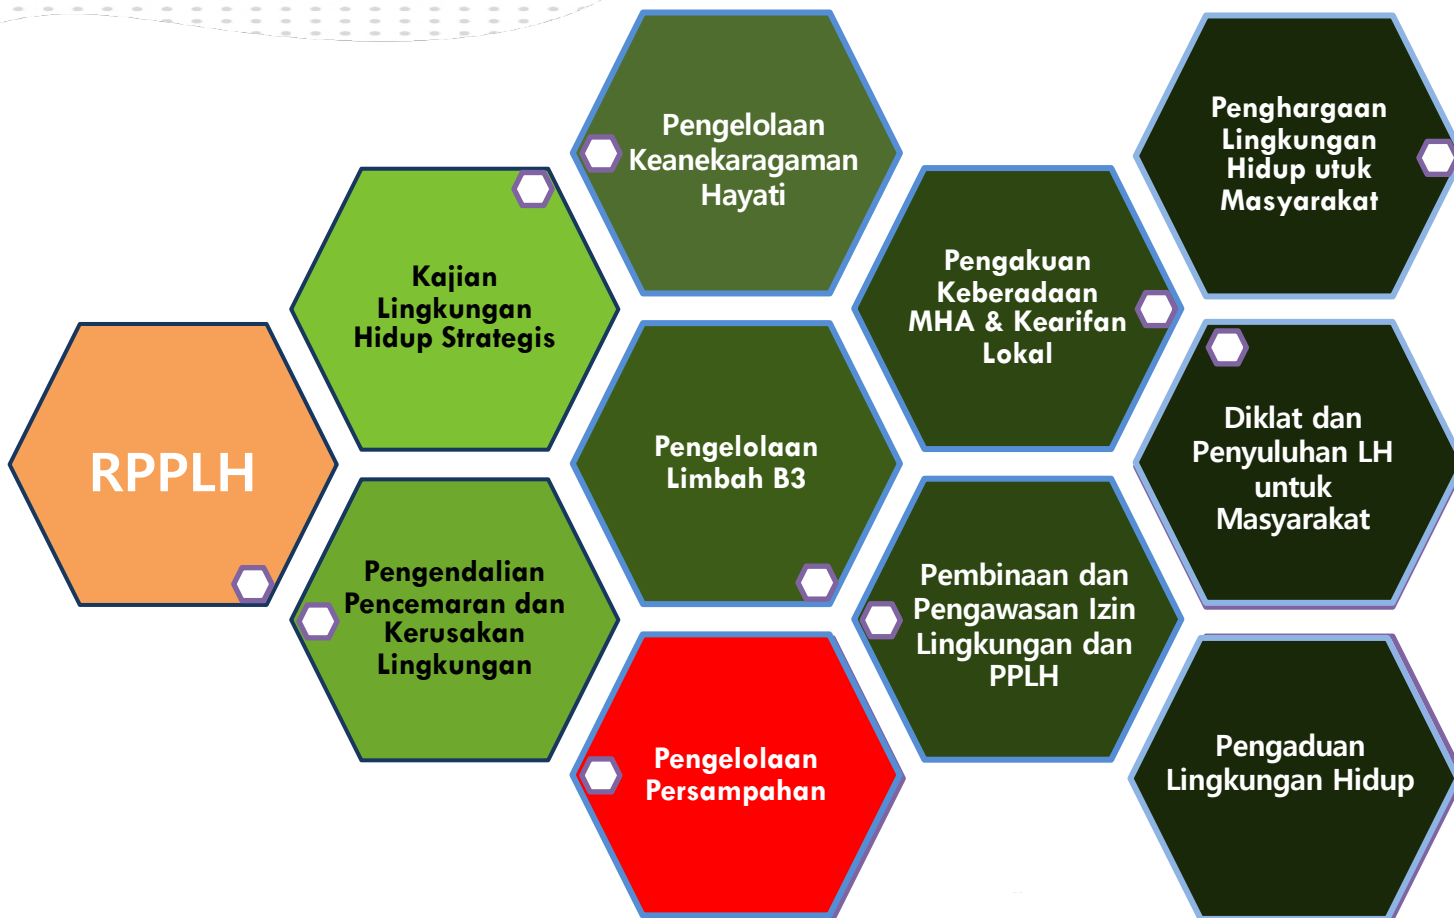 RPPLH
Kajian
Lingkungan
Hidup Strategis
Pengendalian
Pencemaran dan
Kerusakan
Lingkungan
Pengelolaan
Keanekaragaman
Hayati
Pengelolaan
Limbah B3
Pengelolaan
Persampahan
Pengakuan
Keberadaan
MHA & Kearifan
Lokal
Pembinaan dan
Pengawasan Izin
Lingkungan dan
PPLH
Penghargaan
Lingkungan
Hidup utuk
Masyarakat
Diklat dan
Penyuluhan LH
untuk
Masyarakat
Pengaduan
Lingkungan Hidup